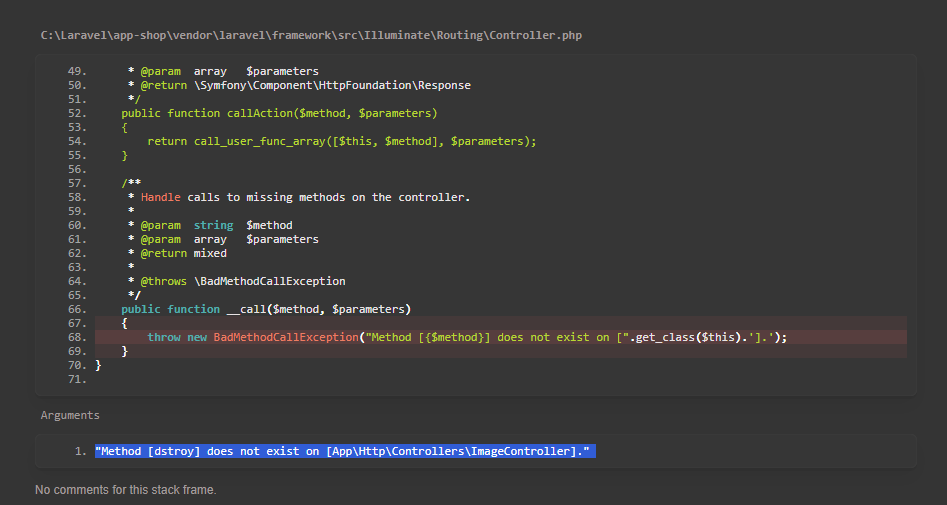 C:\Laravel\app-shop\vendor\laravel\framework\src\Illuminate\Routing\Controller.php
49.      * @param  array   $parameters
50.      * @return \Symfony\Component\HttpFoundation\Response
51.      */
52.     public function callAction($method, $parameters)
53.     {
54.         return call_user_func_array([$this, $method], $parameters);
55.     }
56.
57.     /**
58.      * Handle calls to missing methods on the controller.
59.      *
60.      * @param  string  $method
61.      * @param  array   $parameters
62.      * @return mixed
63.      *
64.      * @throws \BadMethodCallException
65.      */
66.     public function __call($method, $parameters)
67.     {
68.         throw new BadMethodCallException("Method [{$method}] does not exist on [".get_class($this).'].');
69.     }
70. }
71.
Arguments
1. "Method [dstroy] does not exist on [App\Http\Controllers\ImageController]."
No comments for this stack frame.